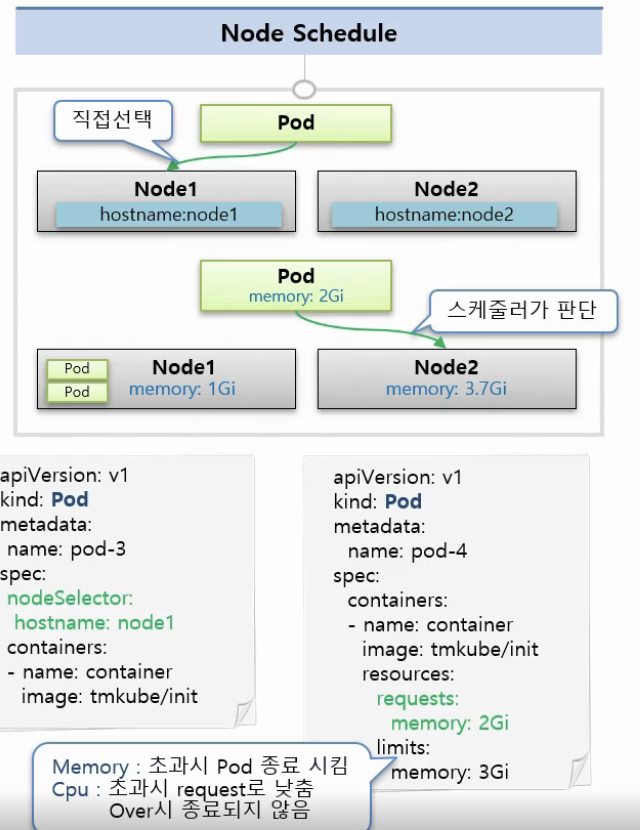 Node Schedule
직접선택
Pod
Node1
hostname:node1
Node2
hostname:node2
Pod
memory: 2Gi
스케줄러가 판단
Pod
Pod
Node1
memory: 1Gi
Node2
memory: 3.7Gi
apiVersion: v1
kind: Pod
metadata:
name: pod-3
spec:
nodeSelector:
hostname: node1
containers:
- name: container
image: tmkube/init
apiVersion: v1
kind: Pod
metadata:
name: pod-4
spec:
containers:
- name: container
image: tmkube/init
resources:
requests:
memory: 2Gi
limits:
memory: 3Gi
Memory : 초과시 Pod 종료 시킴
Cpu : 초과시 request로 낮춤
Over시 종료되지 않음